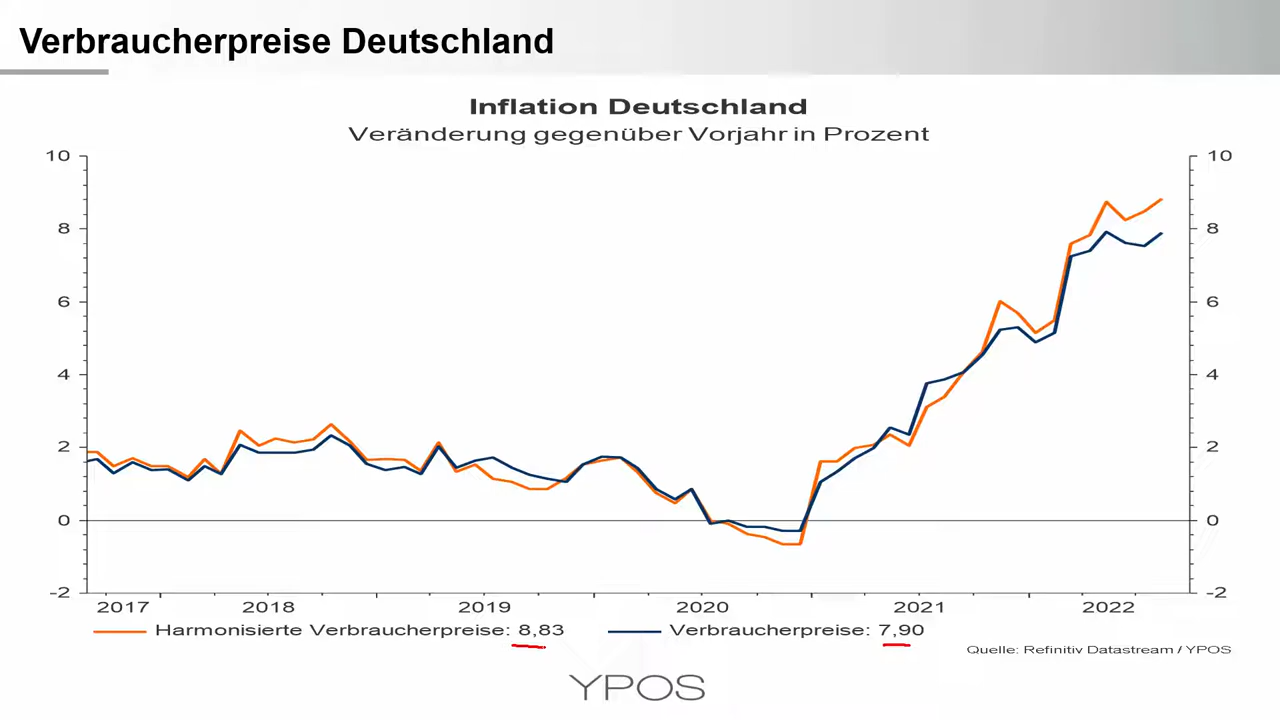 Verbraucherpreise Deutschland
Inflation Deutschland
Veränderung gegenüber Vorjahr in Prozent
10 10
8 8
6 6
4 4
2 2
0 0
-2 -2
2017 2018 2019 2020 2021 2022
Harmonisierte Verbraucherpreise: 8,83 Verbraucherpreise: 7,90
Quelle: Refinitiv Datastream / YPOS
YPOS